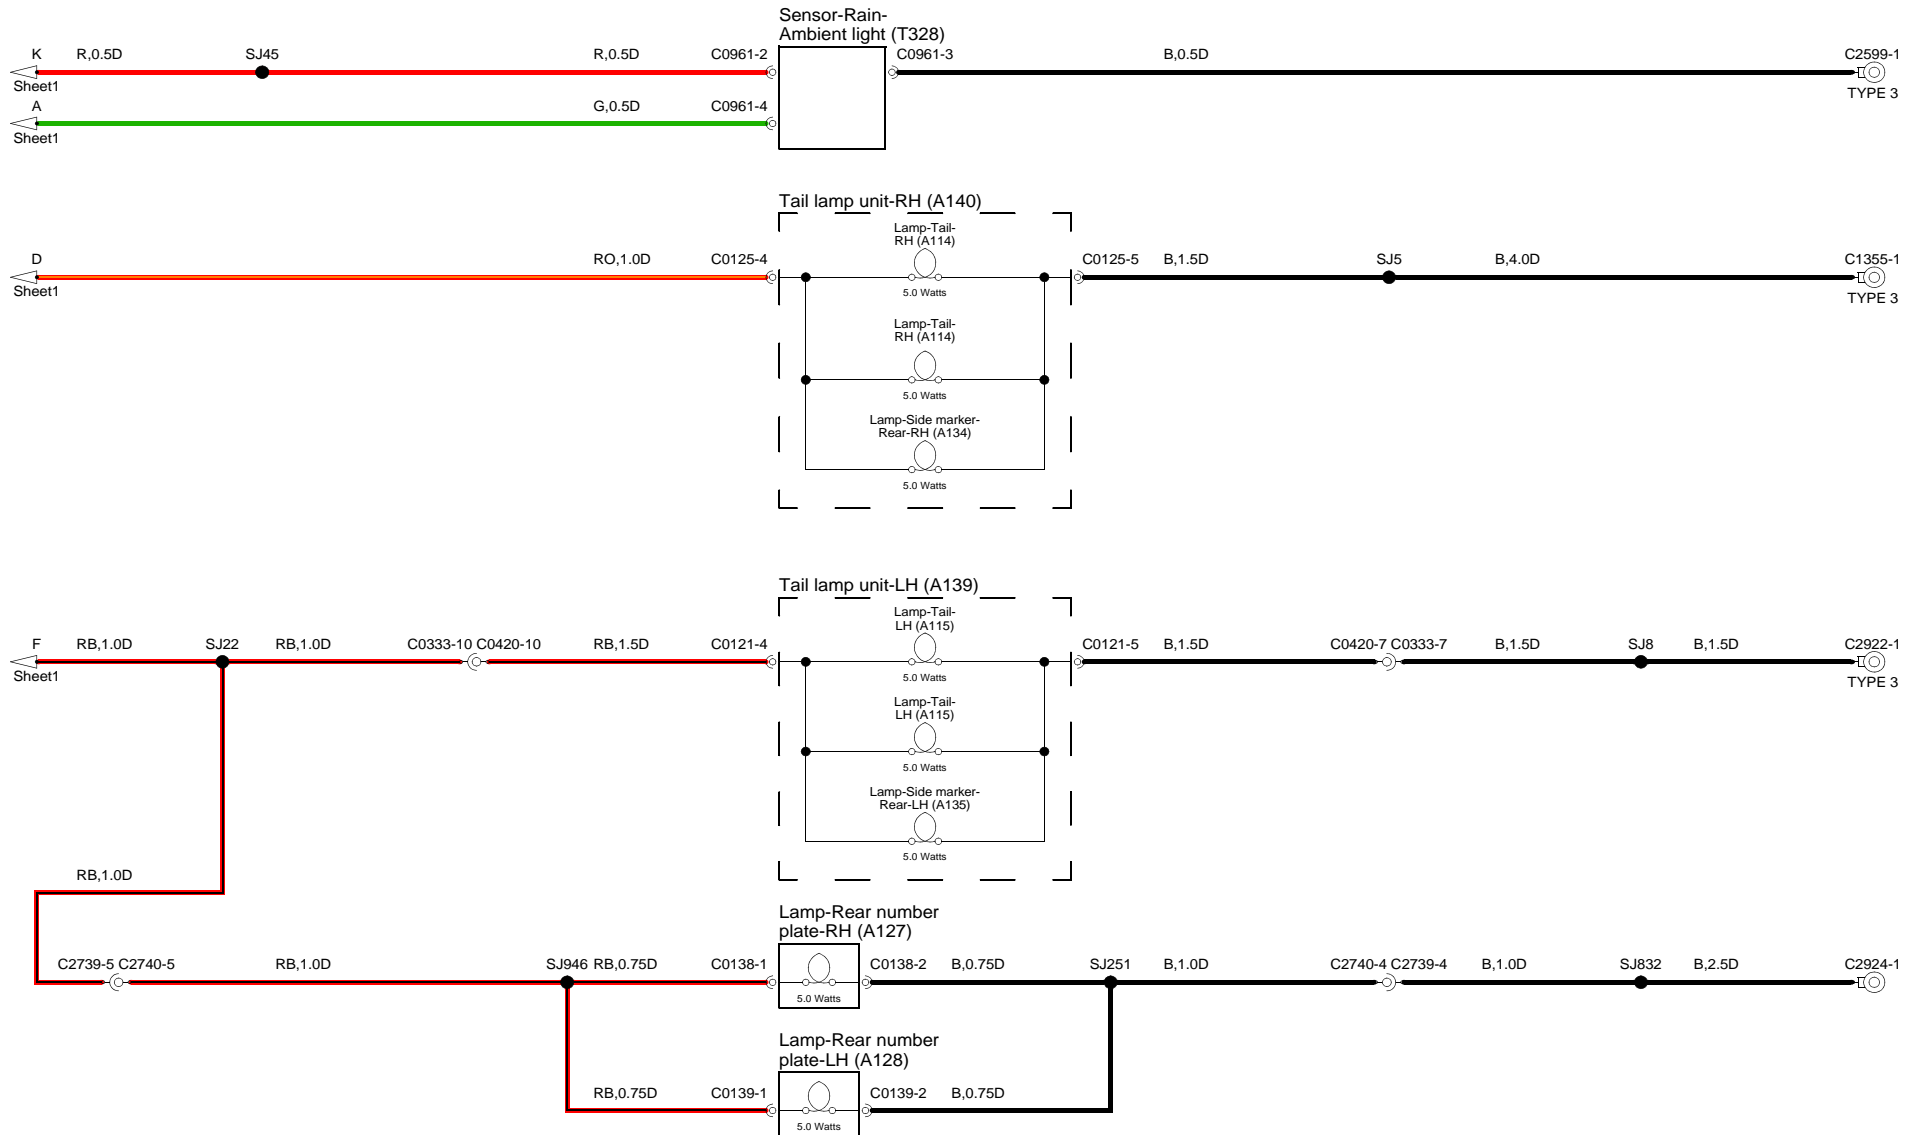 Sensor-Rain-
Ambient light (T328)
K R,0.5D SJ45 R,0.5D C0961-2 C0961-3 B,0.5D C2599-1
Sheet1 TYPE 3
A G,0.5D C0961-4
Sheet1
Tail lamp unit-RH (A140)
Lamp-Tail-
RH (A114)
D RO,1.0D C0125-4 C0125-5 B,1.5D SJ5 B,4.0D C1355-1
Sheet1 5.0 Watts TYPE 3
Lamp-Tail-
RH (A114)
5.0 Watts
Lamp-Side marker-
Rear-RH (A134)
5.0 Watts
Tail lamp unit-LH (A139)
Lamp-Tail-
LH (A115)
F RB,1.0D SJ22 RB,1.0D C0333-10 C0420-10 RB,1.5D C0121-4 C0121-5 B,1.5D C0420-7 C0333-7 B,1.5D SJ8 B,1.5D C2922-1
Sheet1 5.0 Watts TYPE 3
Lamp-Tail-
LH (A115)
5.0 Watts
Lamp-Side marker-
Rear-LH (A135)
5.0 Watts
RB,1.0D
Lamp-Rear number
plate-RH (A127)
C2739-5 C2740-5 RB,1.0D SJ946 RB,0.75D C0138-1 C0138-2 B,0.75D SJ251 B,1.0D C2740-4 C2739-4 B,1.0D SJ832 B,2.5D C2924-1
5.0 Watts
Lamp-Rear number
plate-LH (A128)
RB,0.75D C0139-1 C0139-2 B,0.75D
5.0 Watts